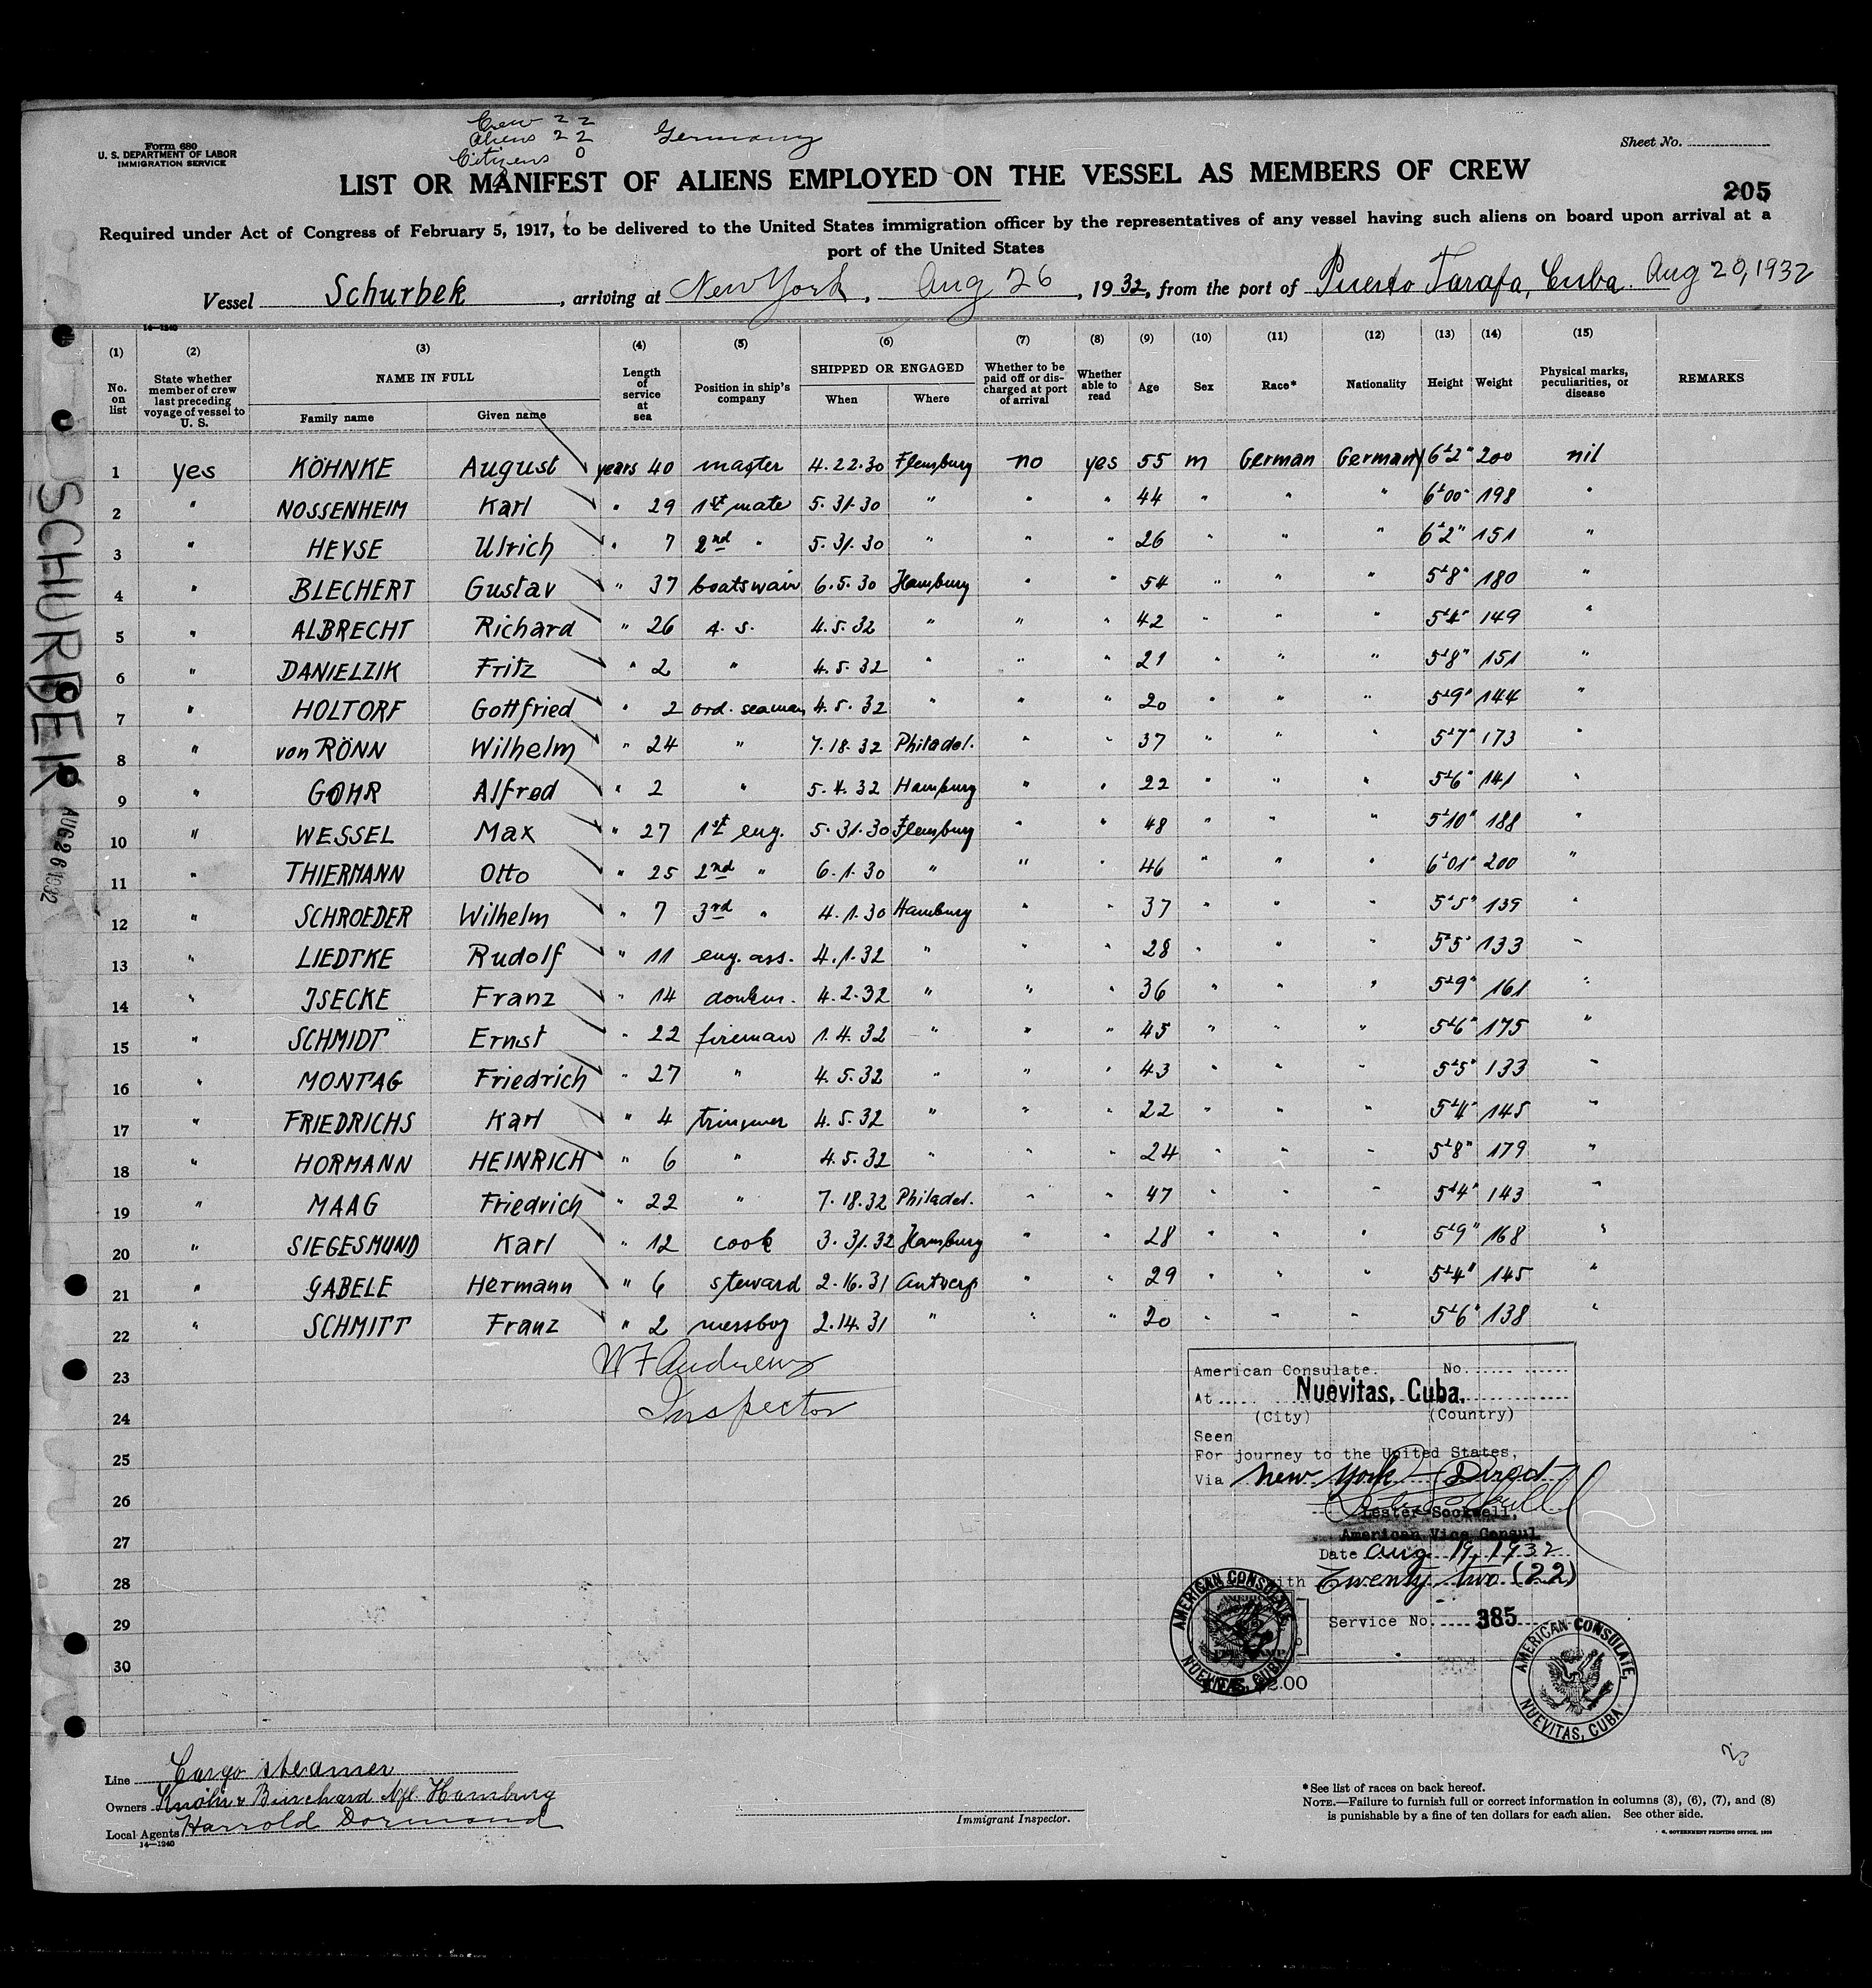 Crew 22
Aliens 22
Citizens 0
Germany
Form 680
U. S. DEPARTMENT OF LABOR
IMMIGRATION SERVICE
Sheet No.
LIST OR MANIFEST OF ALIENS EMPLOYED ON THE VESSEL AS MEMBERS OF CREW
205
Required under Act of Congress of February 5, 1917, to be delivered to the United States immigration officer by the representatives of any vessel having such aliens on board upon arrival at a
port of the United States
Vessel Schurbek, arriving at New York, Aug 26, 1932, from the port of Puerto Tarafa, Cuba. Aug 20, 1932
14—1240
(1) (2) (3) (4) (5) (6) (7) (8) (9) (10) (11) (12) (13) (14) (15)
No. on list
State whether member of crew last preceding voyage of vessel to U. S.
NAME IN FULL
Family name
Given name
Length of service at sea
Position in ship's company
SHIPPED OR ENGAGED
When
Where
Whether to be paid off or discharged at port of arrival
Whether able to read
Age
Sex
Race*
Nationality
Height
Weight
Physical marks, peculiarities, or disease
REMARKS
1 yes KÖHNKE August years 40 master 4.22.30 Flensburg no yes 55 m German Germany 6'2" 200 nil
2 " NOSSENHEIM Karl " 29 1st mate 5.31.30 " " " 44 " " " 6'00" 198 "
3 " HEYSE Ulrich " 7 2nd " 5.31.30 " " " 26 " " " 6'2" 151 "
4 " BLECHERT Gustav " 37 boatswain 6.5.30 Hamburg " " 54 " " " 5'8" 180 "
5 " ALBRECHT Richard " 26 A. S. 4.5.32 " " " 42 " " " 5'4" 149 "
6 " DANIELZIK Fritz " 2 " 4.5.32 " " " 21 " " " 5'8" 151 "
7 " HOLTORF Gottfried " 2 ord. seaman 4.5.32 " " " 20 " " " 5'9" 144 "
8 " von RÖNN Wilhelm " 24 " 7.18.32 Philadel. " " 37 " " " 5'7" 173 "
9 " GOHR Alfred " 2 " 5.4.32 Hamburg " " 22 " " " 5'6" 141 "
10 " WESSEL Max " 27 1st eng. 5.31.30 Flensburg " " 48 " " " 5'10" 188 "
11 " THIERMANN Otto " 25 2nd " 6.1.30 " " " 46 " " " 6'01" 200 "
12 " SCHROEDER Wilhelm " 7 3rd " 4.1.30 Hamburg " " 37 " " " 5'5" 139 "
13 " LIEDTKE Rudolf " 11 eng. ass. 4.1.32 " " " 28 " " " 5'5" 133 "
14 " JSECKE Franz " 14 donkm. 4.2.32 " " " 36 " " " 5'9" 161 "
15 " SCHMIDT Ernst " 22 fireman 1.4.32 " " " 45 " " " 5'6" 175 "
16 " MONTAG Friedrich " 27 " 4.5.32 " " " 43 " " " 5'5" 133 "
17 " FRIEDRICHS Karl " 4 trimmer 4.5.32 " " " 22 " " " 5'4" 145 "
18 " HORMANN HEINRICH " 6 " 4.5.32 " " " 24 " " " 5'8" 179 "
19 " MAAG Friedrich " 22 " 7.18.32 Philadel. " " 47 " " " 5'4" 143 "
20 " SIEGESMUND Karl " 12 cook 3.31.32 Hamburg " " 28 " " " 5'9" 168 "
21 " GABELE Hermann " 6 steward 2.16.31 Antwerp " " 29 " " " 5'4" 145 "
22 " SCHMITT Franz " 2 messboy 2.14.31 " " " 20 " " " 5'6" 138 "
23
24
25
26
27
28
29
30
W F Andrews
Inspector
American Consulate. No.
At Nuevitas, Cuba.
(City) (Country)
Seen
For journey to the United States,
Via New York - Direct
Lester Sookwell,
American Vice Consul
Date Aug. 19, 1932
ith Twenty two (22)
Service No. 385
$2.00
AMERICAN CONSULATE
NUEVITAS, CUBA
AMERICAN CONSULATE,
NUEVITAS, CUBA
SCHURBEK
AUG 26 1932
Line Cargo steamer
Owners Knöhr & Burchard Nfl. Hamburg
Local Agents Harrold Dormond
14—1240
Immigrant Inspector.
*See list of races on back hereof.
NOTE.—Failure to furnish full or correct information in columns (3), (6), (7), and (8)
is punishable by a fine of ten dollars for each alien. See other side.
GOVERNMENT PRINTING OFFICE